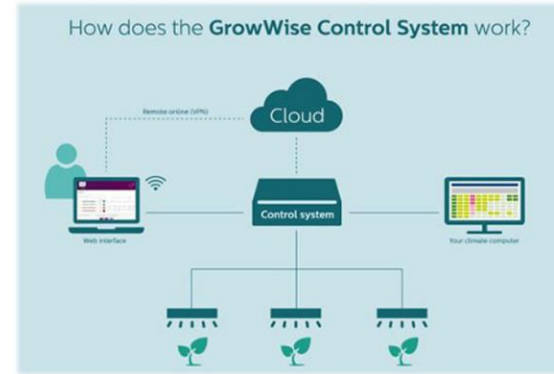 How does the GrowWise Control System work?
Remote online (VPN)
Cloud
Control system
Web interface
Your climate computer